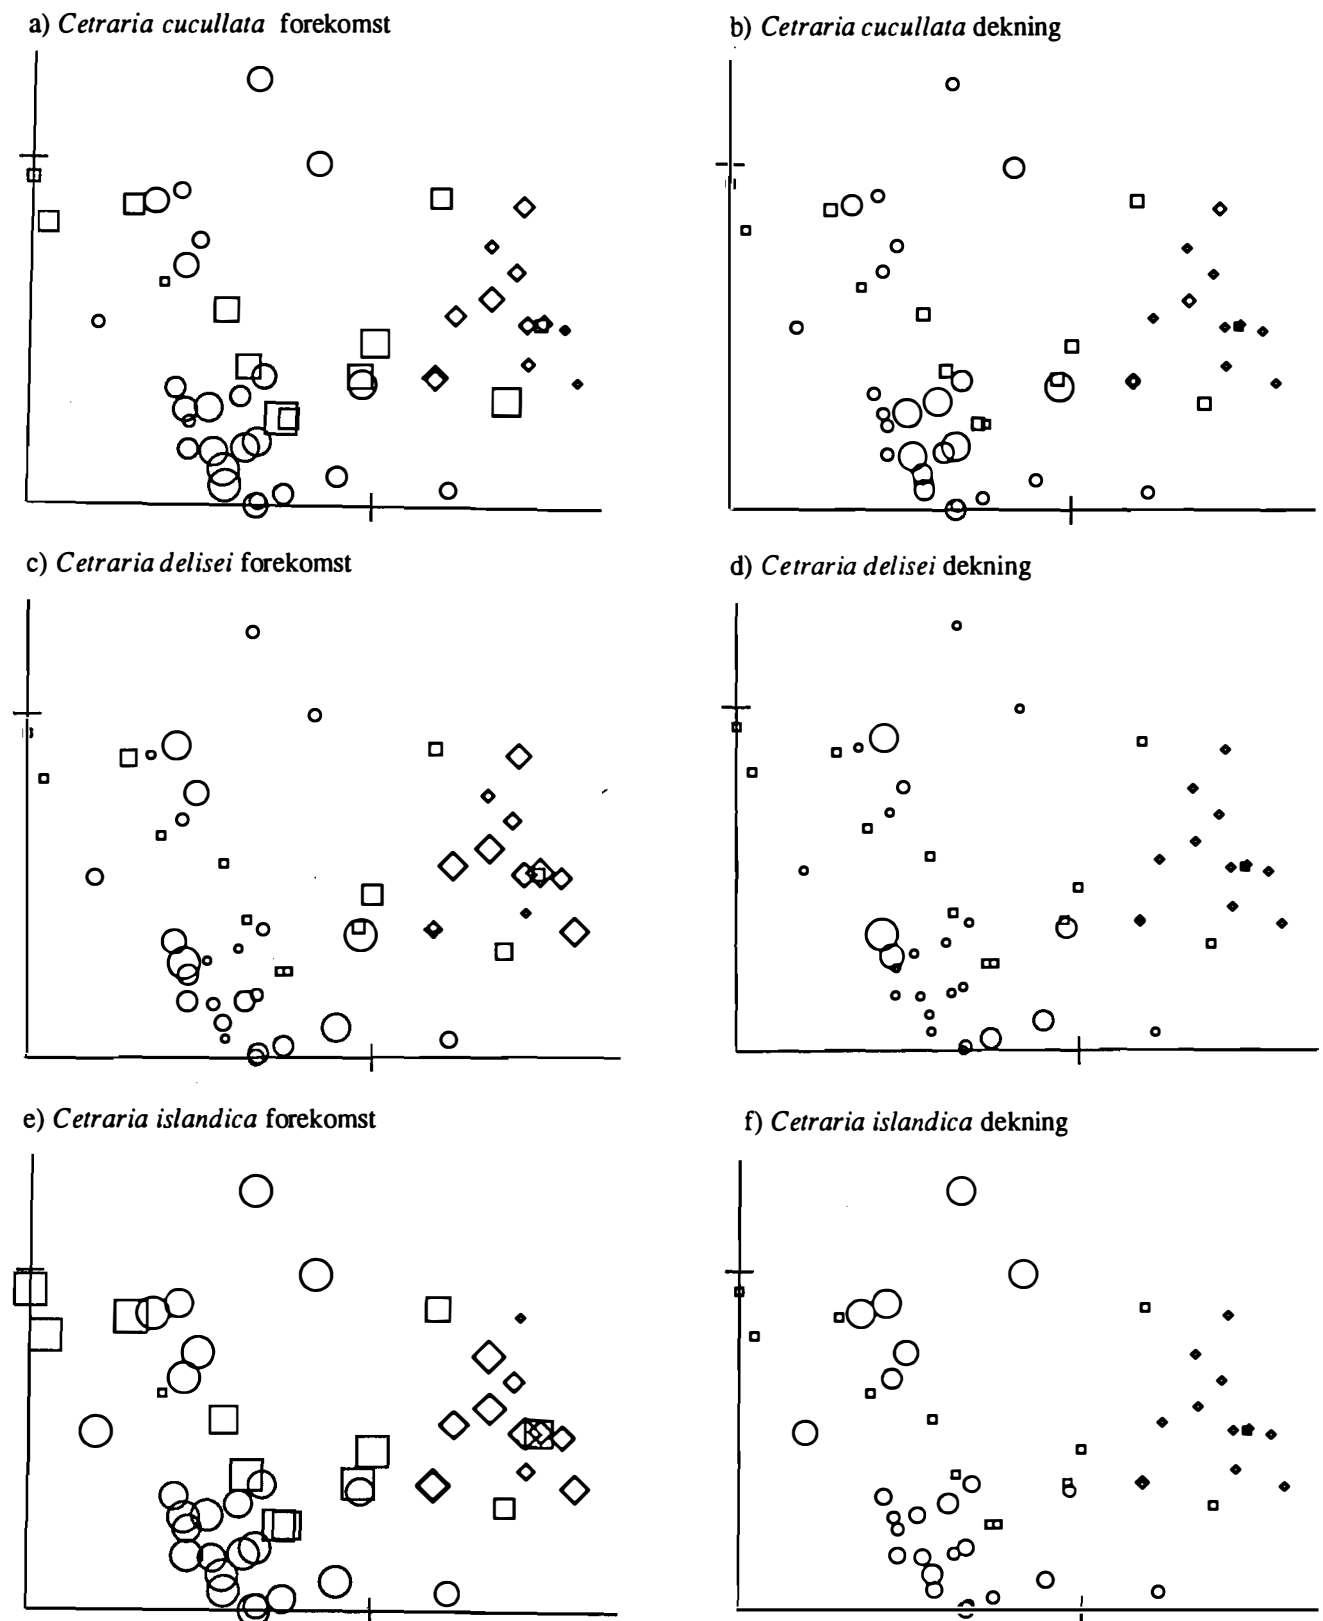 a) Cetraria cucullata forekomst
b) Cetraria cucullata dekning
c) Cetraria delisei forekomst
d) Cetraria delisei dekning
e) Cetraria islandica forekomst
f) Cetraria islandica dekning